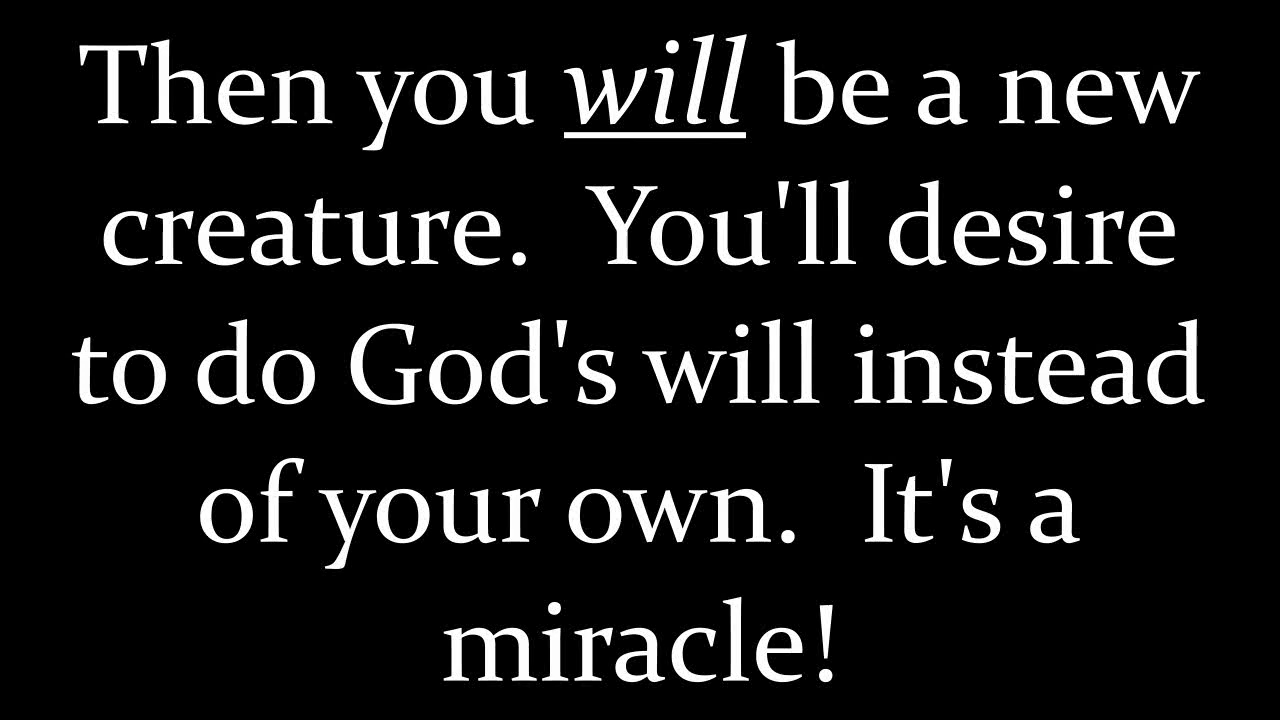 Then you will be a new
creature.  You'll desire
to do God's will instead
of your own.  It's a
miracle!